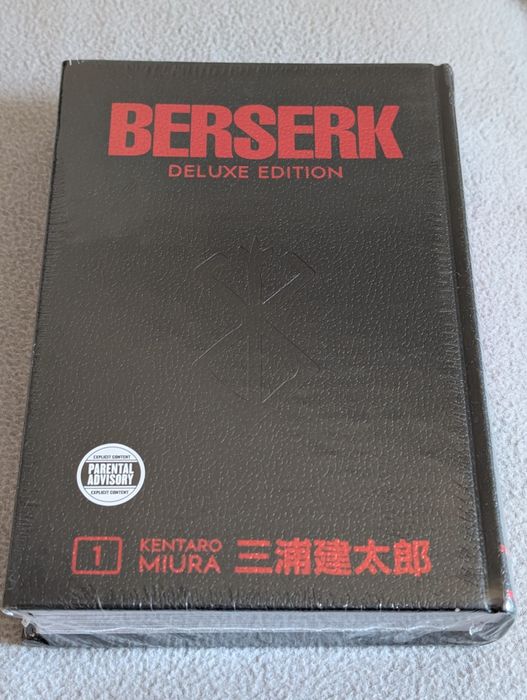 BERSERK
DELUXE EDITION
EXPLICIT CONTENT
PARENTAL
ADVISORY
EXPLICIT CONTENT
1
KENTARO
MIURA
三浦建太郎